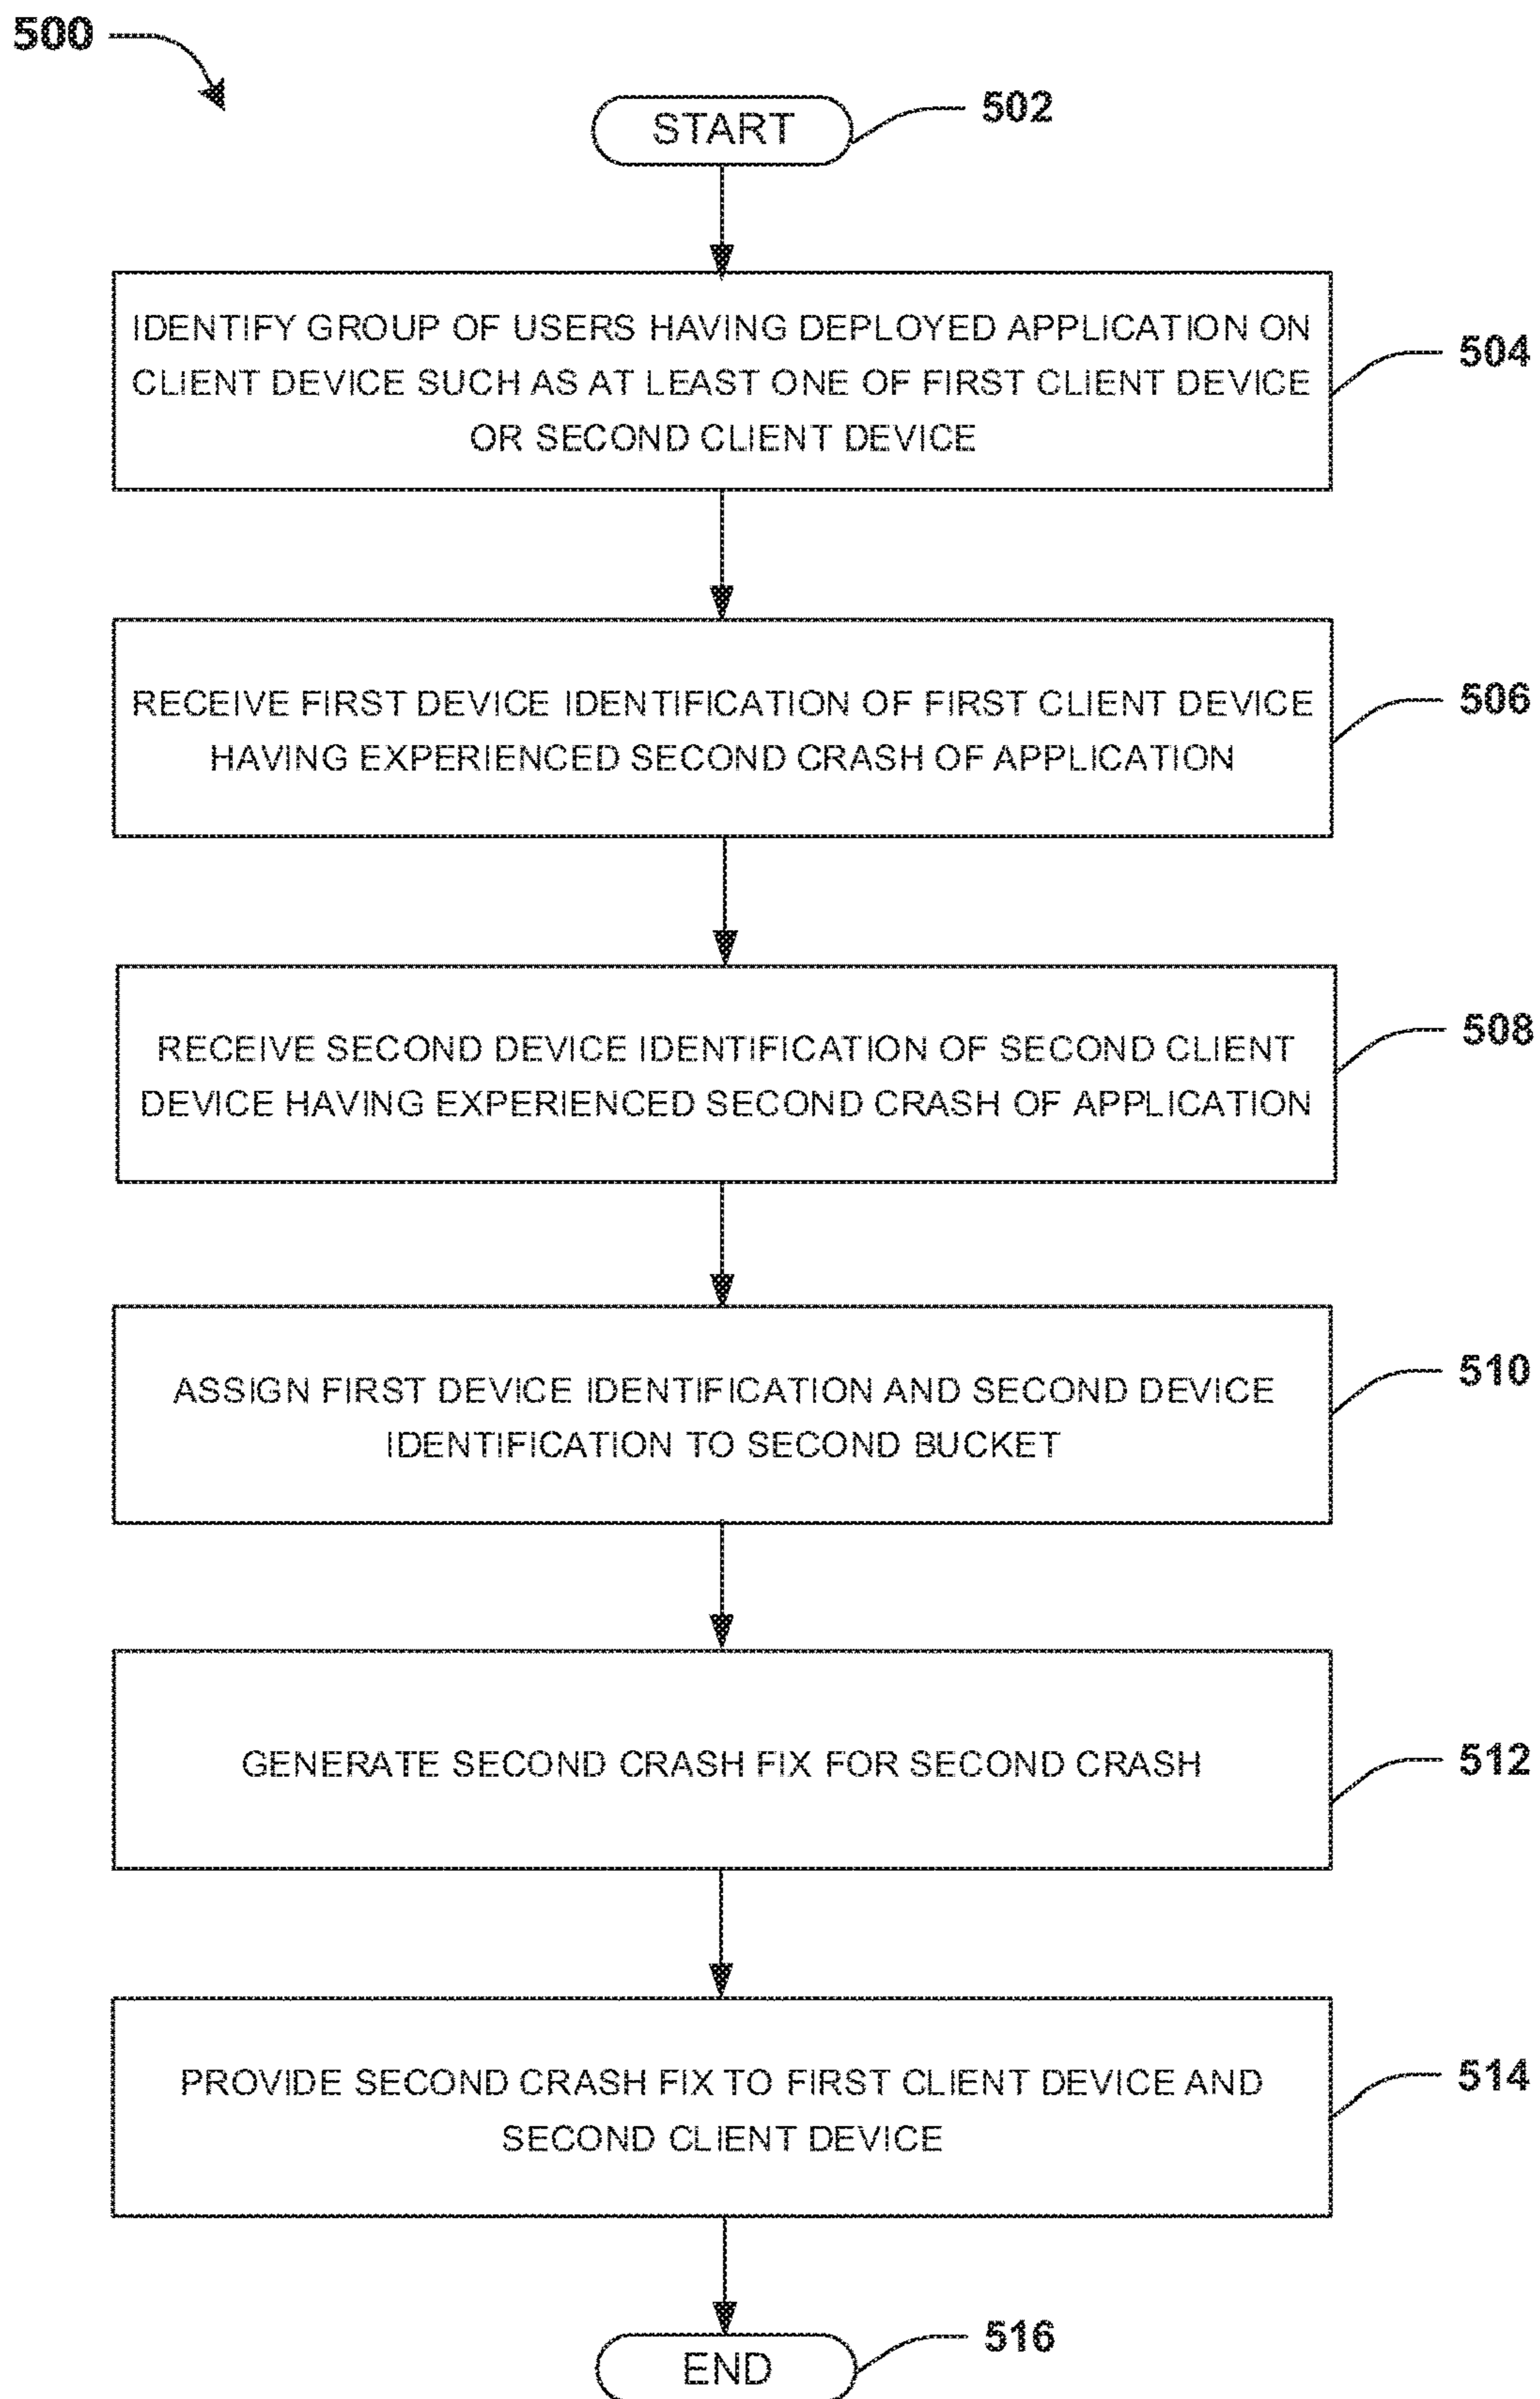 500
START
502
IDENTIFY GROUP OF USERS HAVING DEPLOYED APPLICATION ON
CLIENT DEVICE SUCH AS AT LEAST ONE OF FIRST CLIENT DEVICE
OR SECOND CLIENT DEVICE
504
RECEIVE FIRST DEVICE IDENTIFICATION OF FIRST CLIENT DEVICE
HAVING EXPERIENCED SECOND CRASH OF APPLICATION
506
RECEIVE SECOND DEVICE IDENTIFICATION OF SECOND CLIENT
DEVICE HAVING EXPERIENCED SECOND CRASH OF APPLICATION
508
ASSIGN FIRST DEVICE IDENTIFICATION AND SECOND DEVICE
IDENTIFICATION TO SECOND BUCKET
510
GENERATE SECOND CRASH FIX FOR SECOND CRASH
512
PROVIDE SECOND CRASH FIX TO FIRST CLIENT DEVICE AND
SECOND CLIENT DEVICE
514
END
516